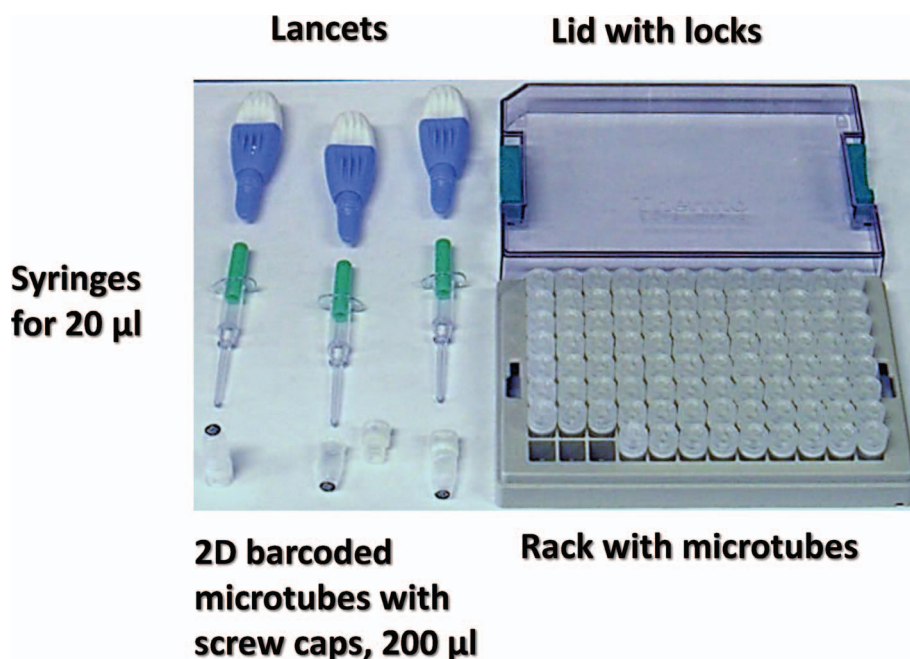 Lancets
Lid with locks
Syringes
for 20 µl
2D barcoded
microtubes with
screw caps, 200 µl
Rack with microtubes